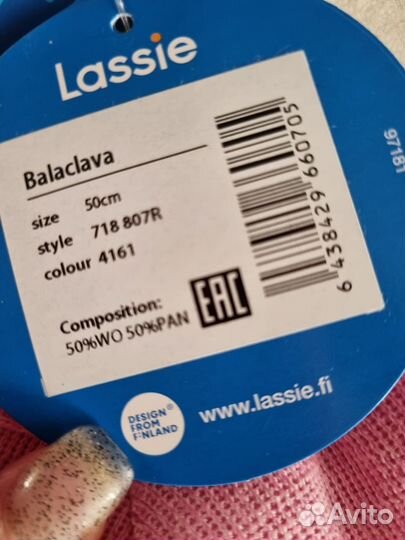 Lassie
Balaclava
size 50cm
style 718 807R
colour 4161
Composition:
50%WO 50%PAN
EAC
6 438429 660705
97181
DESIGN
FROM
FINLAND
www.lassie.fi
Avito